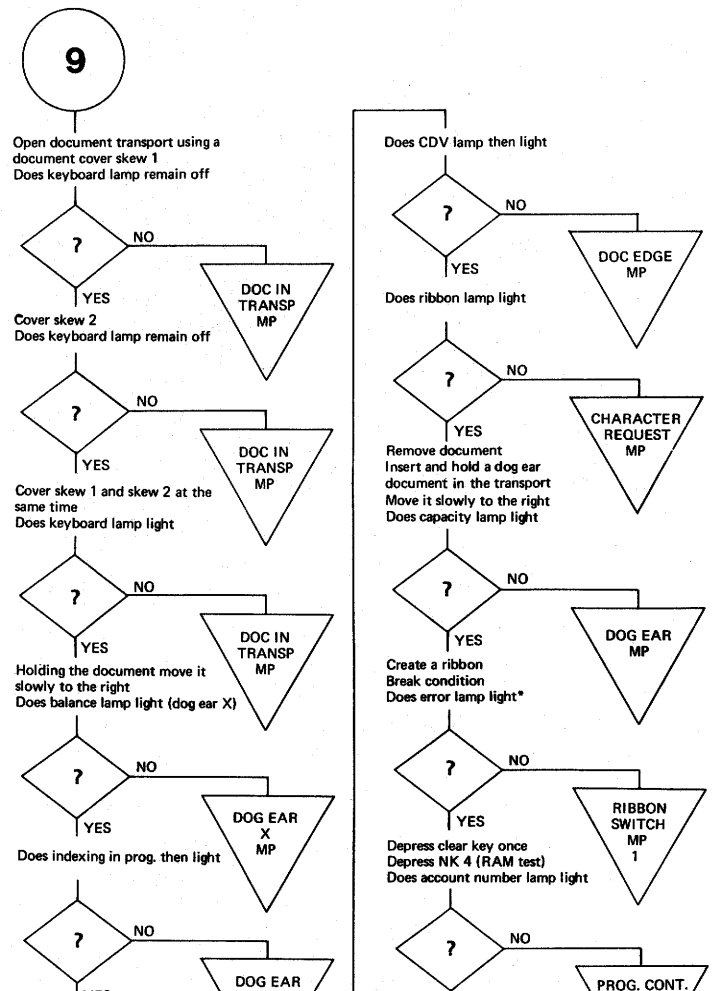 9
Open document transport using a
document cover skew 1
Does keyboard lamp remain off
?
NO
DOC IN
TRANSP
MP
YES
Cover skew 2
Does keyboard lamp remain off
?
NO
DOC IN
TRANSP
MP
YES
Cover skew 1 and skew 2 at the
same time
Does keyboard lamp light
?
NO
DOC IN
TRANSP
MP
YES
Holding the document move it
slowly to the right
Does balance lamp light (dog ear X)
?
NO
DOG EAR
X
MP
YES
Does indexing in prog. then light
?
NO
DOG EAR
YES
Does CDV lamp then light
?
NO
DOC EDGE
MP
YES
Does ribbon lamp light
?
NO
CHARACTER
REQUEST
MP
YES
Remove document
Insert and hold a dog ear
document in the transport
Move it slowly to the right
Does capacity lamp light
?
NO
DOG EAR
MP
YES
Create a ribbon
Break condition
Does error lamp light*
?
NO
RIBBON
SWITCH
MP
1
YES
Depress clear key once
Depress NK 4 (RAM test)
Does account number lamp light
?
NO
PROG. CONT.